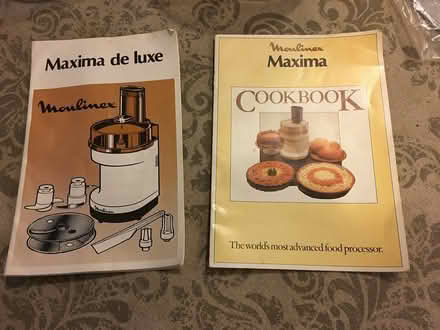 Maxima de luxe
Moulinex
Moulinex
Maxima
COOKBOOK
The world's most advanced food processor.